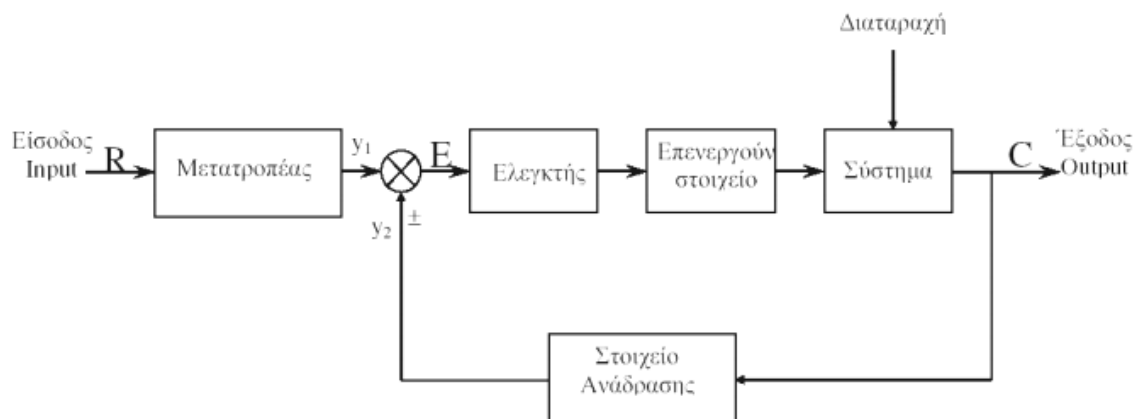 Διαταραχή
Είσοδος
Input
R
Μετατροπέας
y₁
E
Ελεγκτής
Επενεργούν
στοιχείο
Σύστημα
C
Έξοδος
Output
y₂
±
Στοιχείο
Ανάδρασης